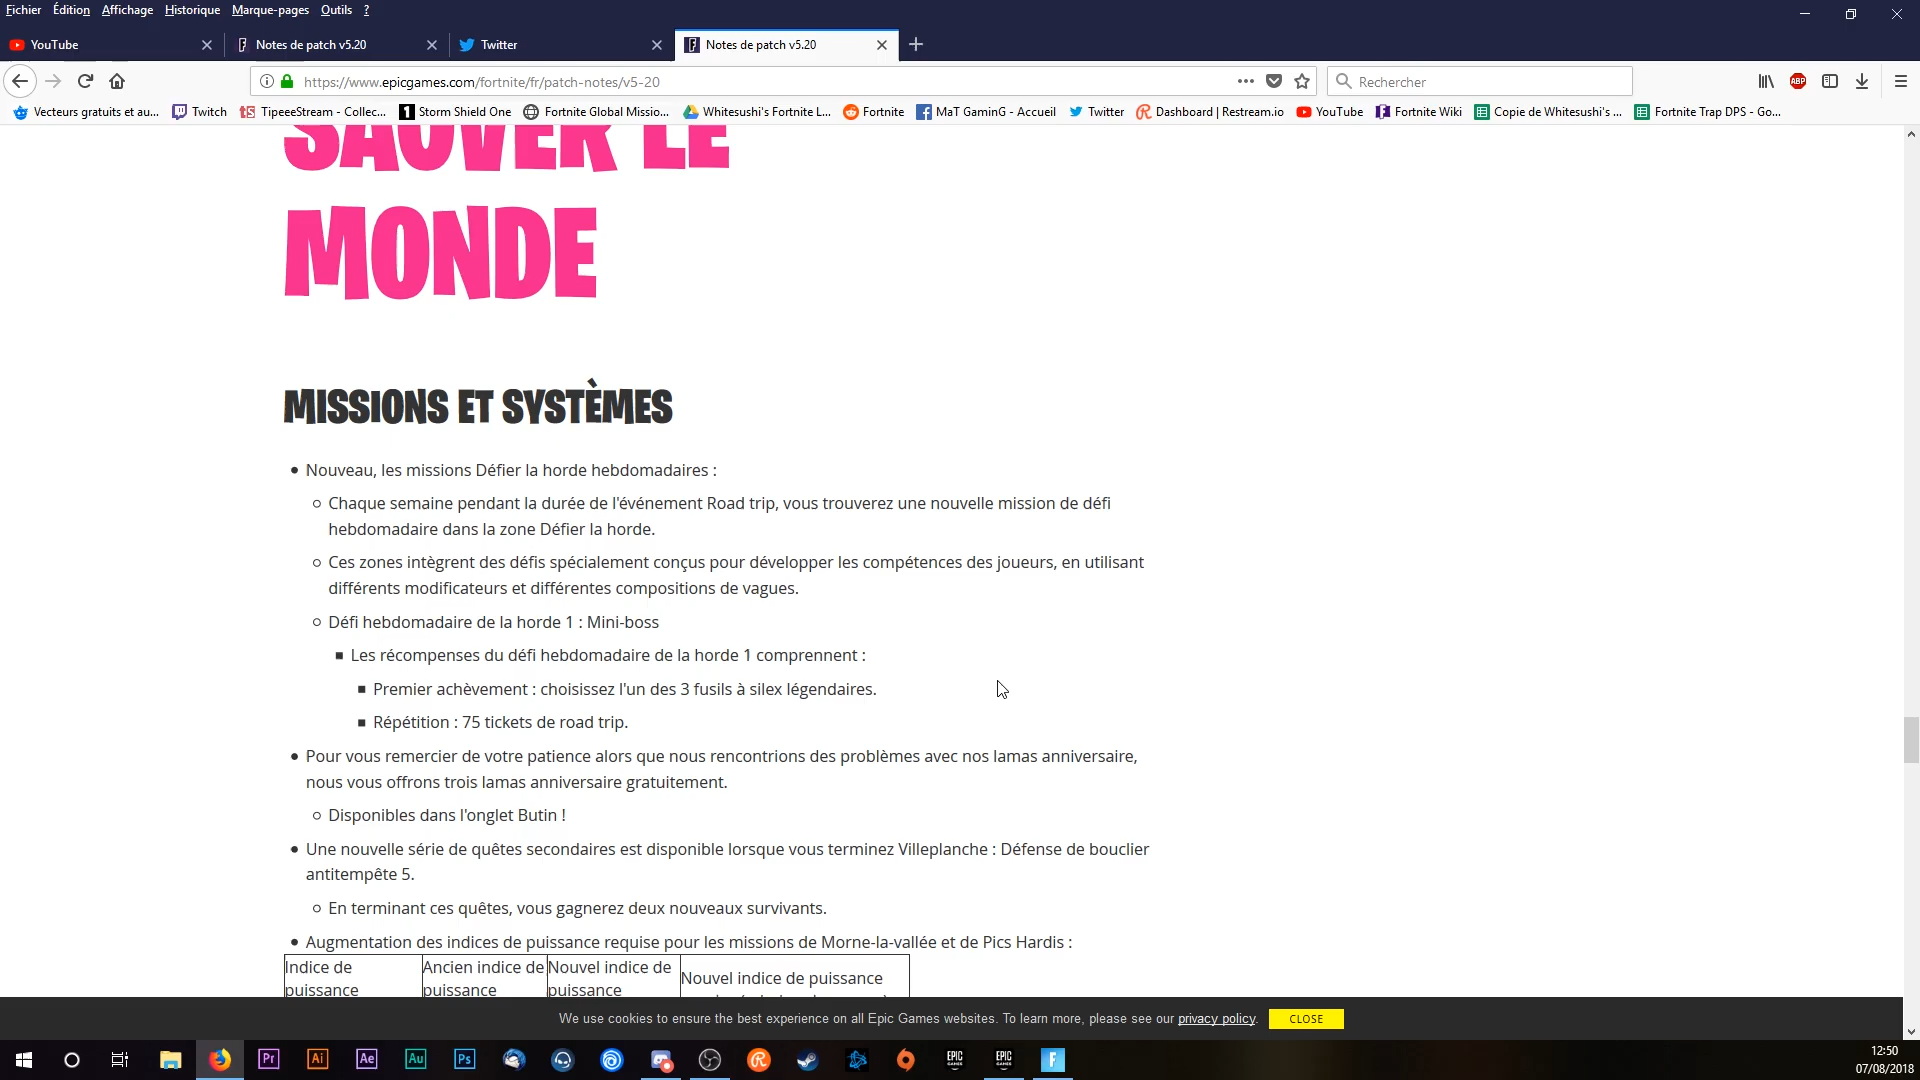 Fichier Édition Affichage Historique Marque-pages Outils ?
YouTube Notes de patch v5.20 Twitter Notes de patch v5.20
https://www.epicgames.com/fortnite/fr/patch-notes/v5-20 Rechercher
Vecteurs gratuits et au... Twitch TipeeeStream - Collec... Storm Shield One Fortnite Global Missio... Whitesushi's Fortnite L... Fortnite MaT GaminG - Accueil Twitter Dashboard | Restream.io YouTube Fortnite Wiki Copie de Whitesushi's ... Fortnite Trap DPS - Go...
SAUVER LE
MONDE
MISSIONS ET SYSTÈMES
Nouveau, les missions Défier la horde hebdomadaires :
Chaque semaine pendant la durée de l'événement Road trip, vous trouverez une nouvelle mission de défi
hebdomadaire dans la zone Défier la horde.
Ces zones intègrent des défis spécialement conçus pour développer les compétences des joueurs, en utilisant
différents modificateurs et différentes compositions de vagues.
Défi hebdomadaire de la horde 1 : Mini-boss
Les récompenses du défi hebdomadaire de la horde 1 comprennent :
Premier achèvement : choisissez l'un des 3 fusils à silex légendaires.
Répétition : 75 tickets de road trip.
Pour vous remercier de votre patience alors que nous rencontrions des problèmes avec nos lamas anniversaire,
nous vous offrons trois lamas anniversaire gratuitement.
Disponibles dans l'onglet Butin !
Une nouvelle série de quêtes secondaires est disponible lorsque vous terminez Villeplanche : Défense de bouclier
antitempête 5.
En terminant ces quêtes, vous gagnerez deux nouveaux survivants.
Augmentation des indices de puissance requise pour les missions de Morne-la-vallée et de Pics Hardis :
Indice de Ancien indice de Nouvel indice de Nouvel indice de puissance
puissance puissance puissance
We use cookies to ensure the best experience on all Epic Games websites. To learn more, please see our privacy policy. CLOSE
Pr Ai Ae Au Ps EPIC GAMES EPIC GAMES F
12:50
07/08/2018